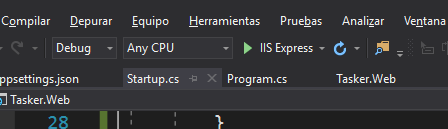 Compilar Depurar Equipo Herramientas Pruebas Analizar Ventana
Debug Any CPU IIS Express
ppsettings.json Startup.cs Program.cs Tasker.Web
Tasker.Web
28 }